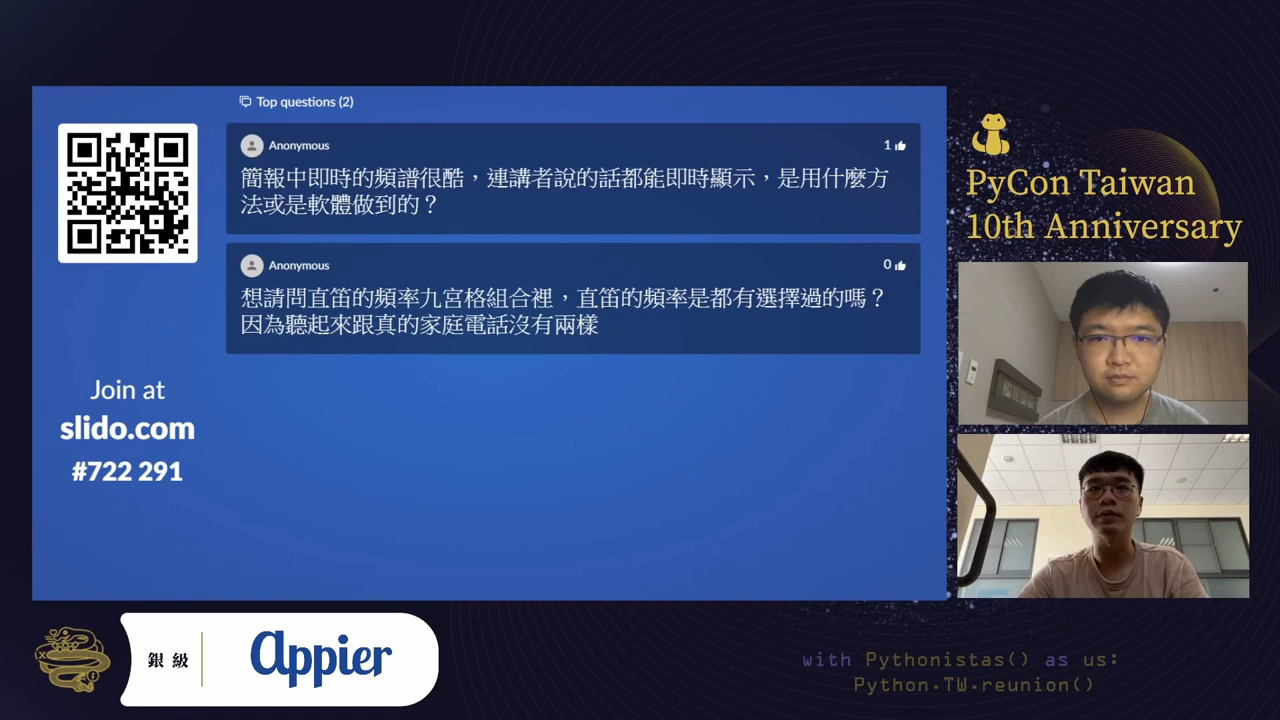 Top questions (2)
Anonymous
1
簡報中即時的頻譜很酷，連講者說的話都能即時顯示，是用什麼方
法或是軟體做到的？
Anonymous
0
想請問直笛的頻率九宮格組合裡，直笛的頻率是都有選擇過的嗎？
因為聽起來跟真的家庭電話沒有兩樣
Join at
slido.com
#722 291
PyCon Taiwan
10th Anniversary
銀級
appier
with Pythonistas() as us:
Python.TW.reunion()